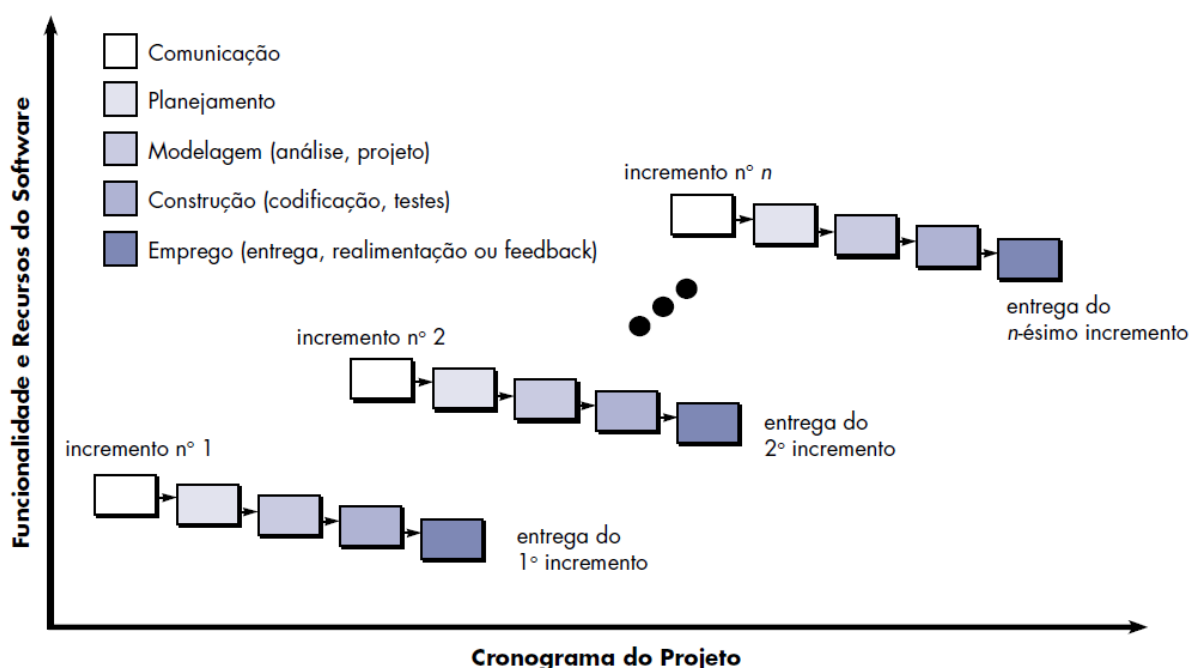 Funcionalidade e Recursos do Software
Comunicação
Planejamento
Modelagem (análise, projeto)
Construção (codificação, testes)
Emprego (entrega, realimentação ou feedback)
incremento n° n
entrega do
n-ésimo incremento
incremento n° 2
entrega do
2° incremento
incremento n° 1
entrega do
1° incremento
Cronograma do Projeto